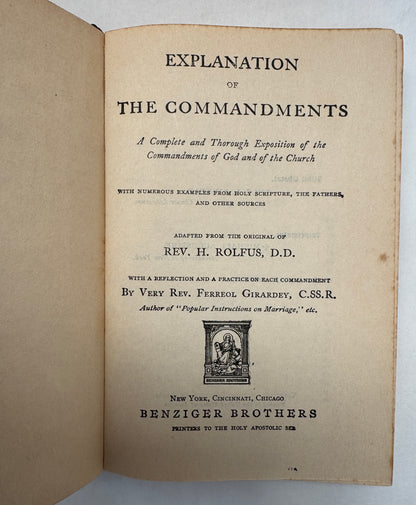 EXPLANATION
OF
THE COMMANDMENTS
A Complete and Thorough Exposition of the
Commandments of God and of the Church
WITH NUMEROUS EXAMPLES FROM HOLY SCRIPTURE, THE FATHERS,
AND OTHER SOURCES
ADAPTED FROM THE ORIGINAL OF
REV. H. ROLFUS, D.D.
WITH A REFLECTION AND A PRACTICE ON EACH COMMANDMENT
BY VERY REV. FERREOL GIRARDEY, C.SS.R.
Author of "Popular Instructions on Marriage," etc.
BENZIGER BROTHERS
NEW YORK, CINCINNATI, CHICAGO
BENZIGER BROTHERS
PRINTERS TO THE HOLY APOSTOLIC SEE